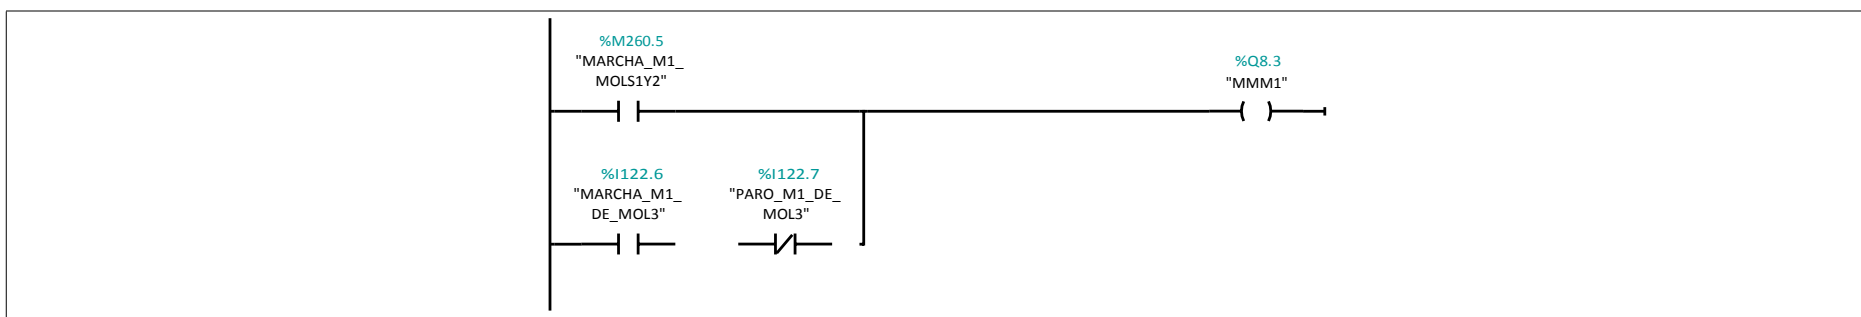 %M260.5
"MARCHA_M1_
MOLS1Y2"
%Q8.3
"MMM1"
%I122.6
"MARCHA_M1_
DE_MOL3"
%I122.7
"PARO_M1_DE_
MOL3"